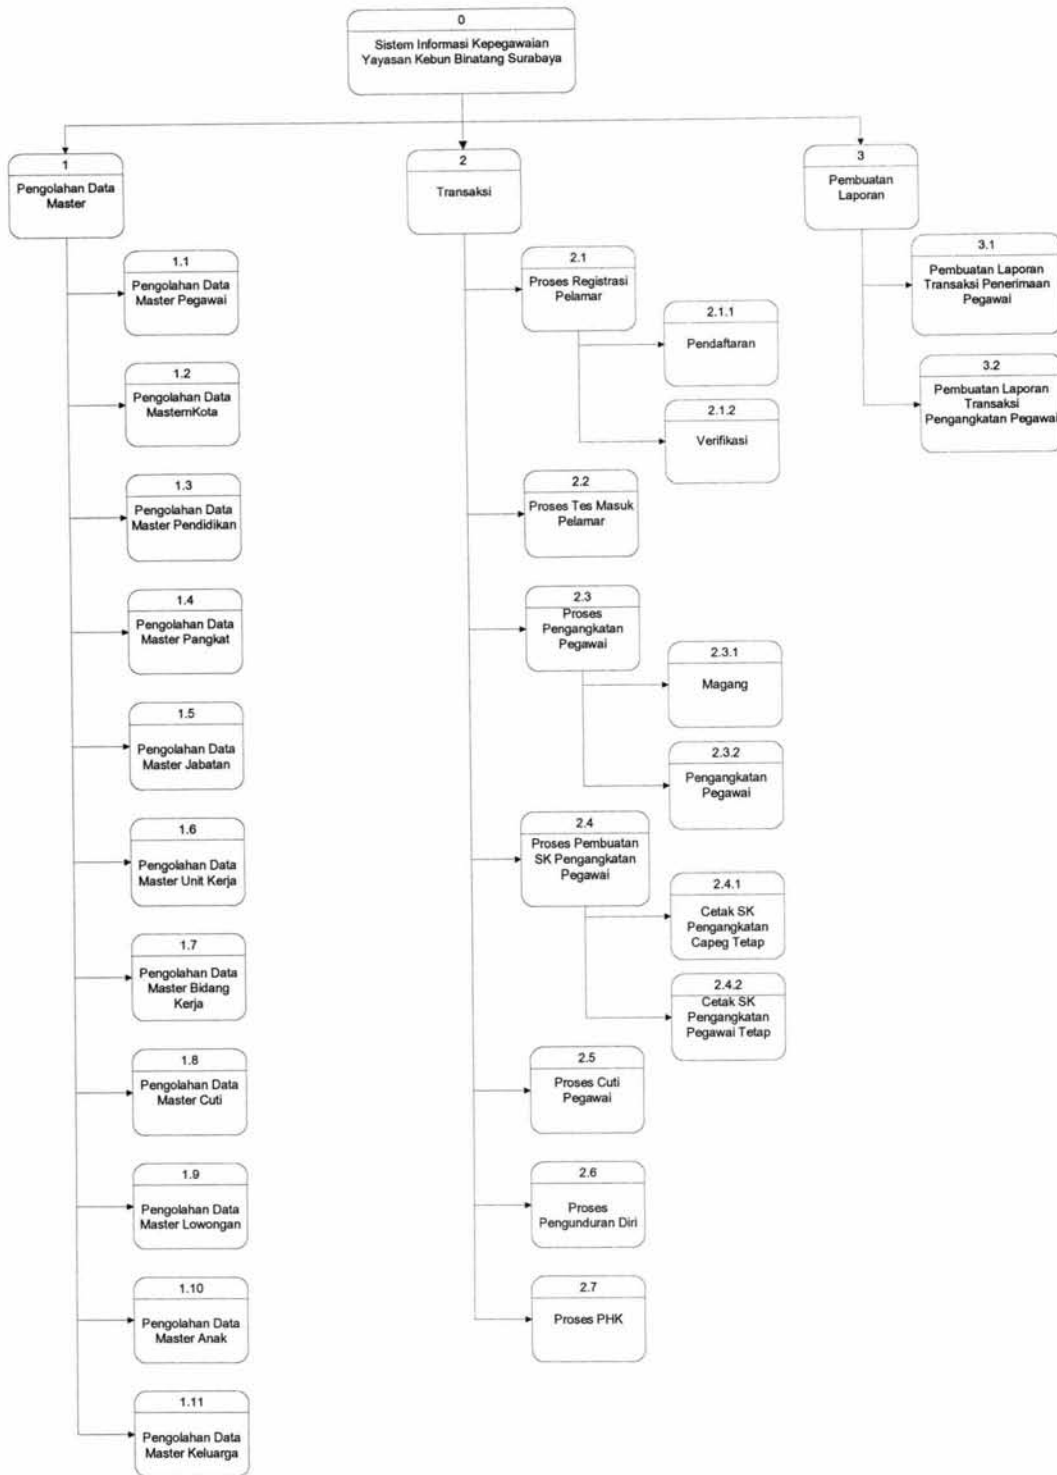 0
Sistem Informasi Kepegawaian
Yayasan Kebun Binatang Surabaya
1
Pengolahan Data
Master
1.1
Pengolahan Data
Master Pegawai
1.2
Pengolahan Data
MasternKota
1.3
Pengolahan Data
Master Pendidikan
1.4
Pengolahan Data
Master Pangkat
1.5
Pengolahan Data
Master Jabatan
1.6
Pengolahan Data
Master Unit Kerja
1.7
Pengolahan Data
Master Bidang
Kerja
1.8
Pengolahan Data
Master Cuti
1.9
Pengolahan Data
Master Lowongan
1.10
Pengolahan Data
Master Anak
1.11
Pengolahan Data
Master Keluarga
2
Transaksi
2.1
Proses Registrasi
Pelamar
2.1.1
Pendaftaran
2.1.2
Verifikasi
2.2
Proses Tes Masuk
Pelamar
2.3
Proses
Pengangkatan
Pegawai
2.3.1
Magang
2.3.2
Pengangkatan
Pegawai
2.4
Proses Pembuatan
SK Pengangkatan
Pegawai
2.4.1
Cetak SK
Pengangkatan
Capeg Tetap
2.4.2
Cetak SK
Pengangkatan
Pegawai Tetap
2.5
Proses Cuti
Pegawai
2.6
Proses
Pengunduran Diri
2.7
Proses PHK
3
Pembuatan
Laporan
3.1
Pembuatan Laporan
Transaksi Penerimaan
Pegawai
3.2
Pembuatan Laporan
Transaksi
Pengangkatan Pegawai